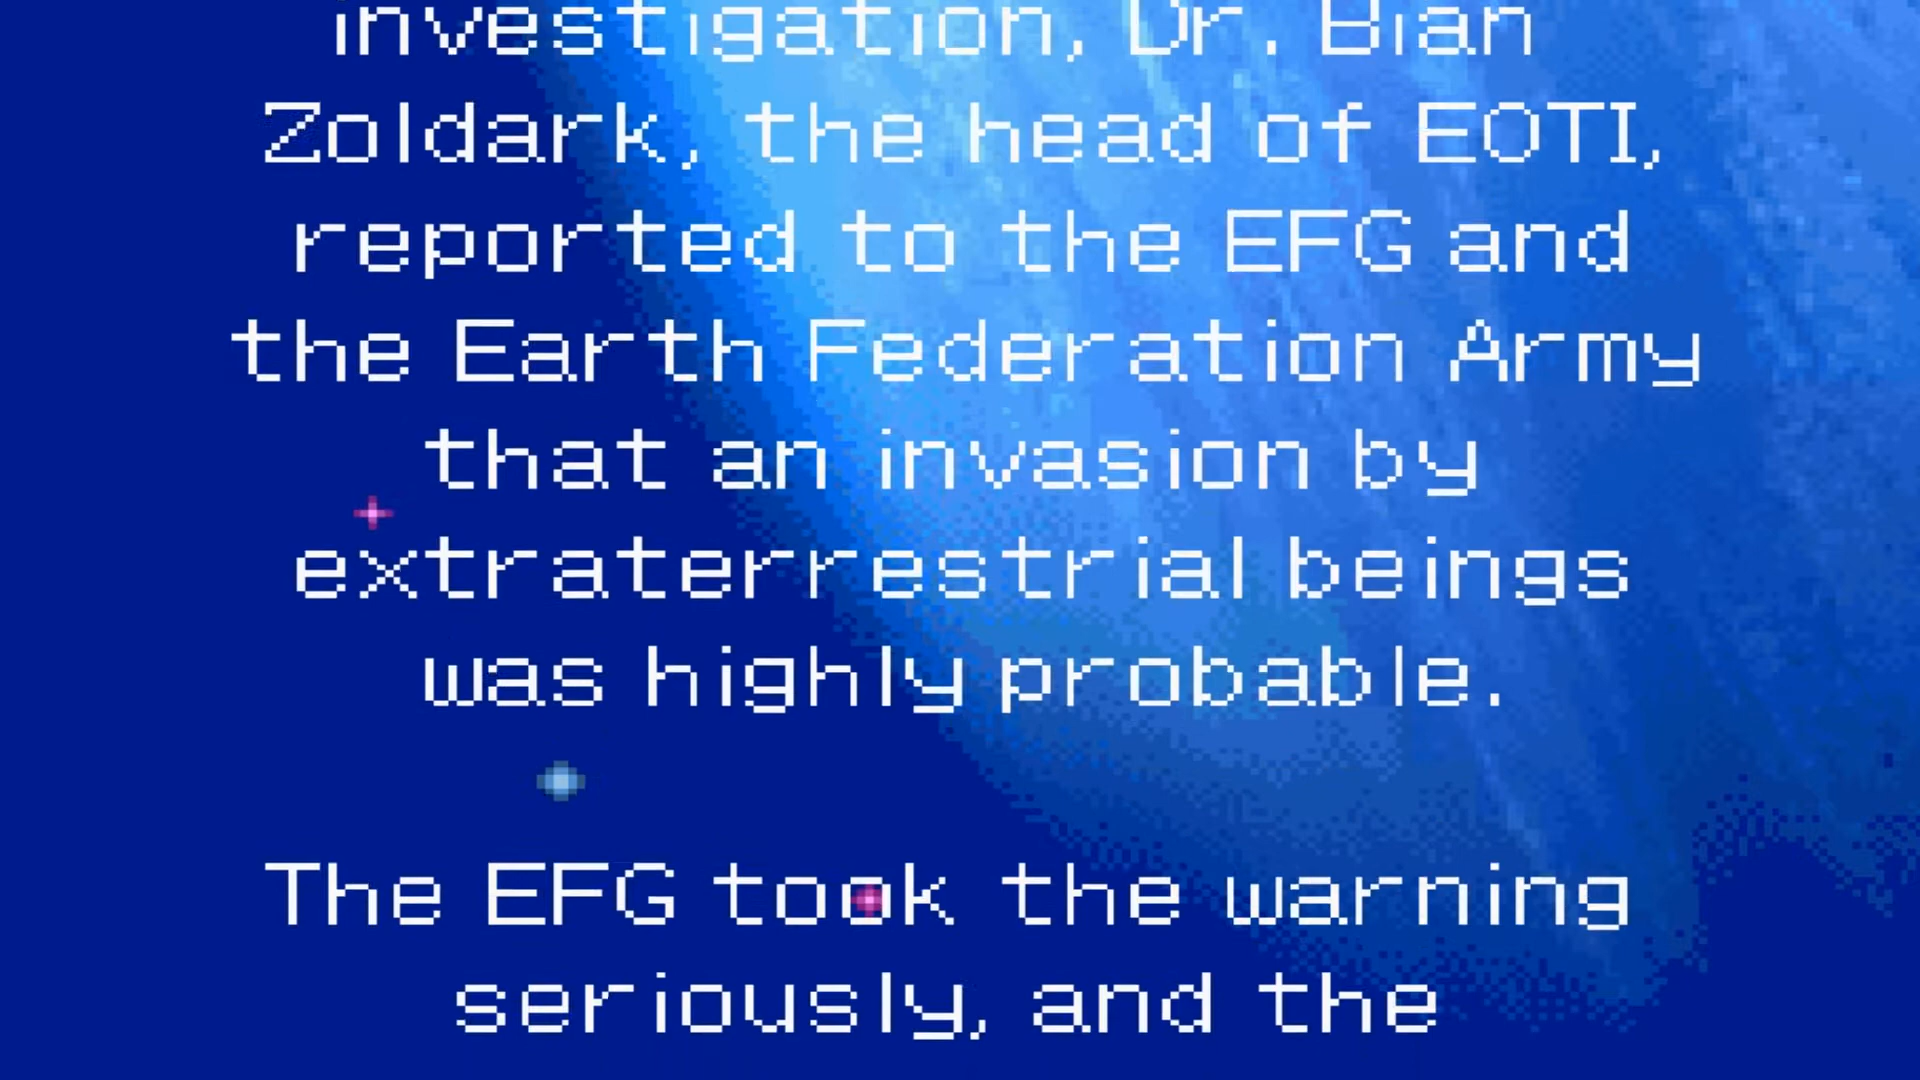 investigation, Dr. Bian
Zoldark, the head of EOTI,
reported to the EFG and
the Earth Federation Army
that an invasion by
extraterrestrial beings
was highly probable.
The EFG took the warning
seriously, and the